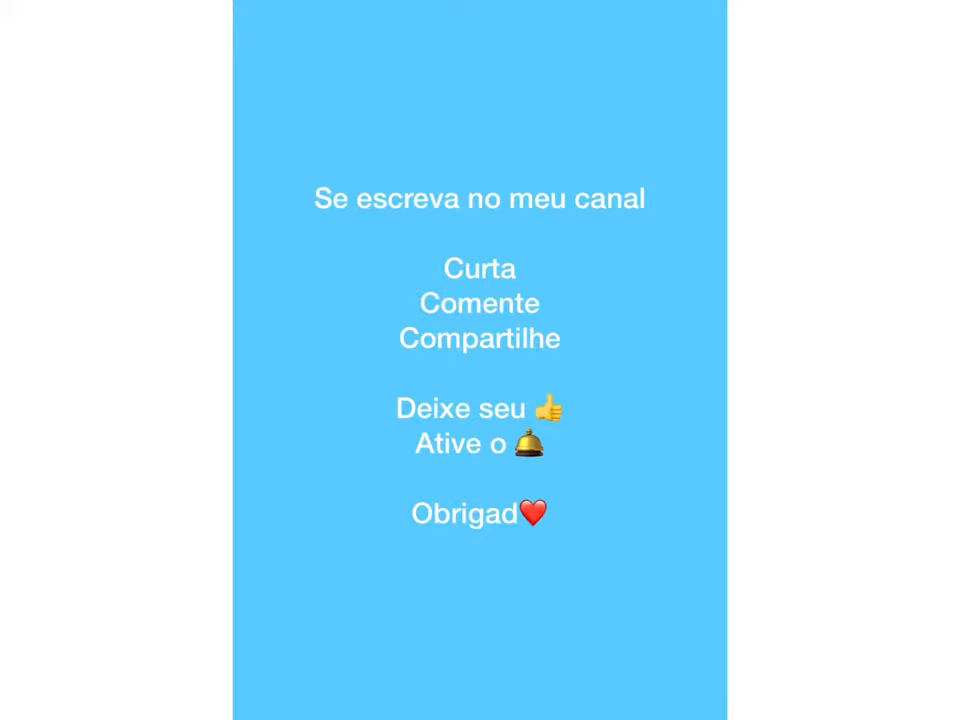 Se escreva no meu canal
Curta
Comente
Compartilhe
Deixe seu 👍
Ative o 🛎️
Obrigad❤️